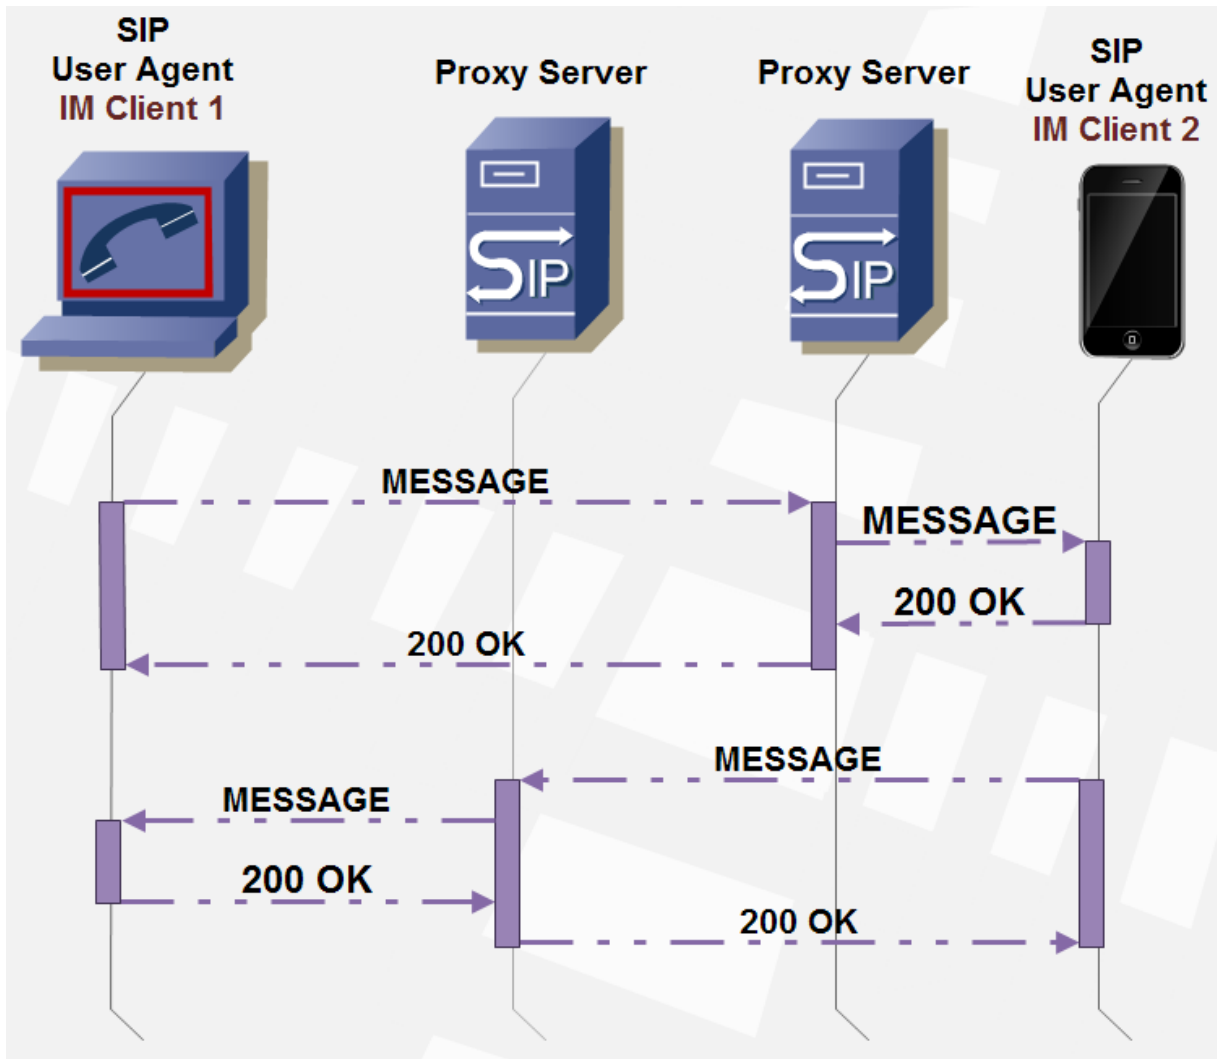 SIP
User Agent
IM Client 1
Proxy Server
Proxy Server
SIP
User Agent
IM Client 2
SIP
SIP
MESSAGE
MESSAGE
200 OK
200 OK
MESSAGE
MESSAGE
200 OK
200 OK